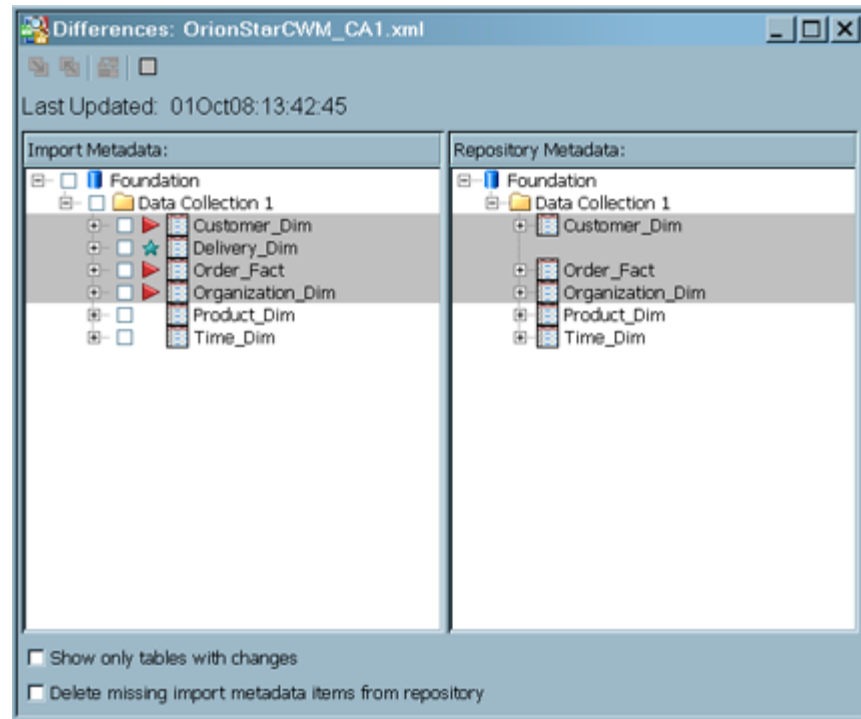 Differences: OrionStarCWM_CA1.xml
Last Updated: 01Oct08:13:42:45
Import Metadata:
Foundation
Data Collection 1
Customer_Dim
Delivery_Dim
Order_Fact
Organization_Dim
Product_Dim
Time_Dim
Repository Metadata:
Foundation
Data Collection 1
Customer_Dim
Order_Fact
Organization_Dim
Product_Dim
Time_Dim
Show only tables with changes
Delete missing import metadata items from repository